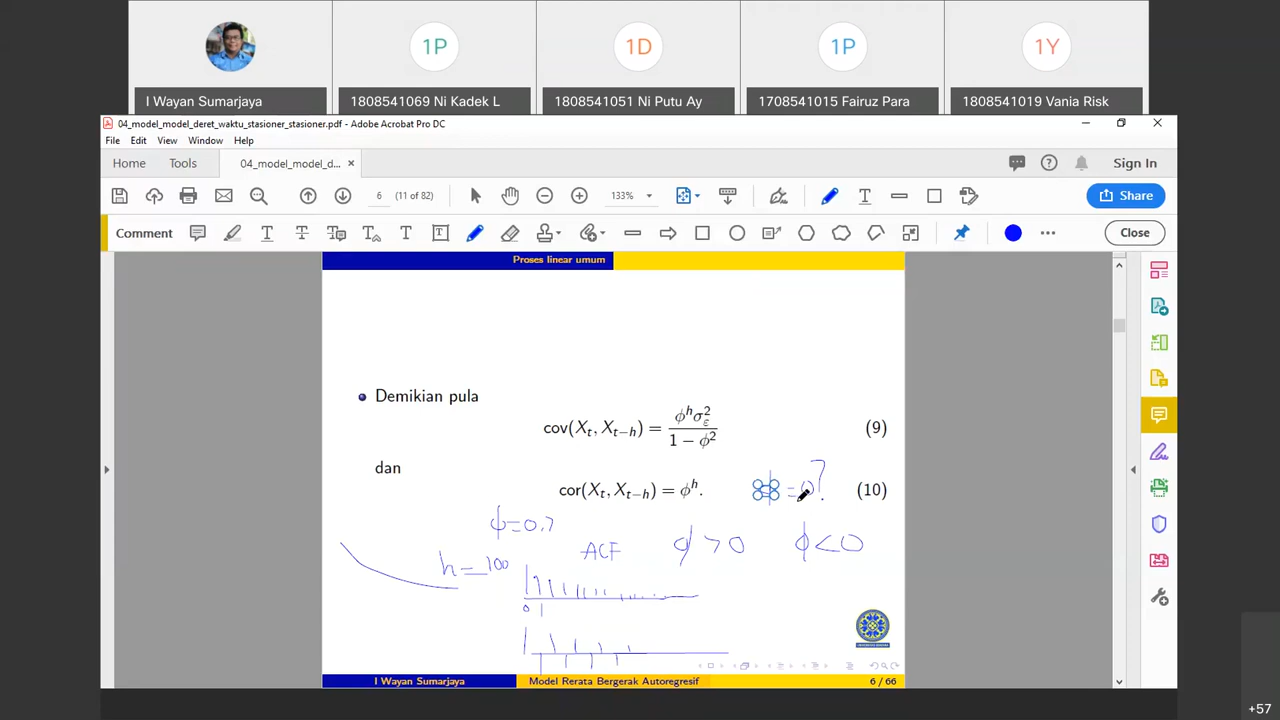 1P
1D
1P
1Y
I Wayan Sumarjaya
1808541069 Ni Kadek L
1808541051 Ni Putu Ay
1708541015 Fairuz Para
1808541019 Vania Risk
04_model_model_deret_waktu_stasioner_stasioner.pdf - Adobe Acrobat Pro DC
File Edit View Window Help
Home Tools 04_model_model_d... Sign In
6 (11 of 82) 133% Share
Comment Close
Proses linear umum
Demikian pula
cov(X_t, X_{t−h}) = φ^h σ_ε^2 / (1 − φ^2) (9)
dan
cor(X_t, X_{t−h}) = φ^h. = 0? (10)
φ=0.7
ACF φ > 0 φ < 0
h = 100
0
I Wayan Sumarjaya Model Rerata Bergerak Autoregresif 6 / 66
+57